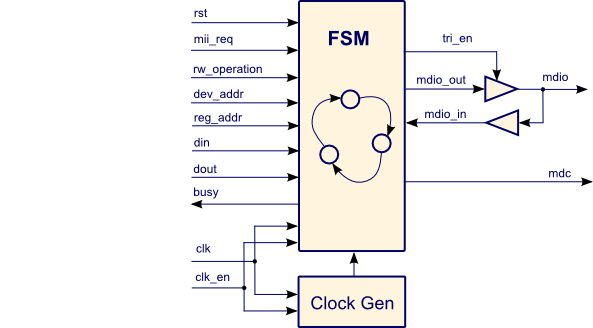 rst
FSM
mii_req
tri_en
rw_operation
mdio_out
mdio
dev_addr
reg_addr
mdio_in
din
dout
mdc
busy
clk
clk_en
Clock Gen